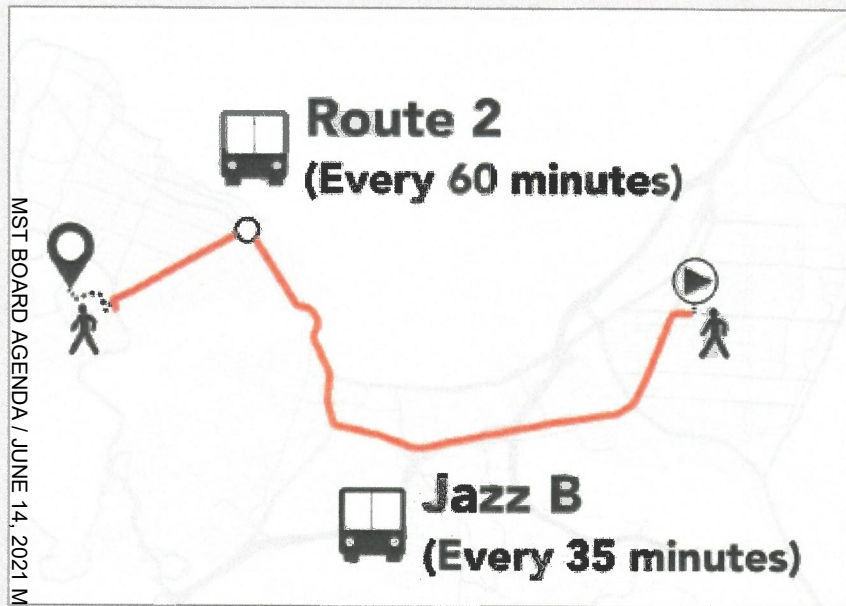 Route 2
(Every 60 minutes)
Jazz B
(Every 35 minutes)
MST BOARD AGENDA / JUNE 14, 2021 M